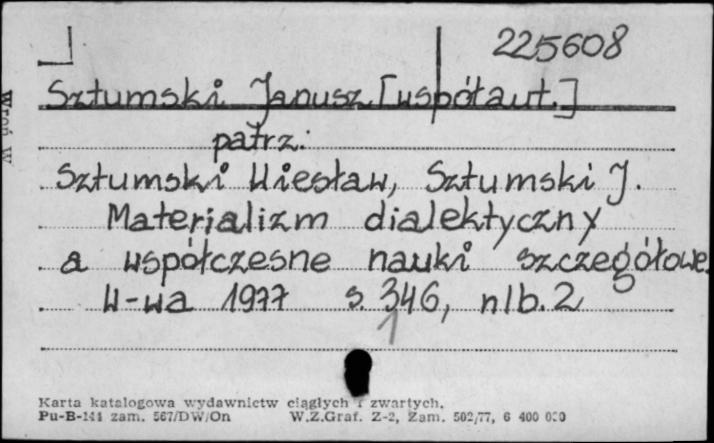 225608
Sztumski Janusz [współaut.]
patrz:
Sztumski Wiesław, Sztumski J.
Materializm dialektyczny
a współczesne nauki szczegółowe.
W-wa 1977 s. 346, nlb. 2
1
Karta katalogowa wydawnictw ciągłych i zwartych.
Pu-B-141 zam. 567/DW/On W.Z.Graf. Z-2, Zam. 502/77, 6 400 000